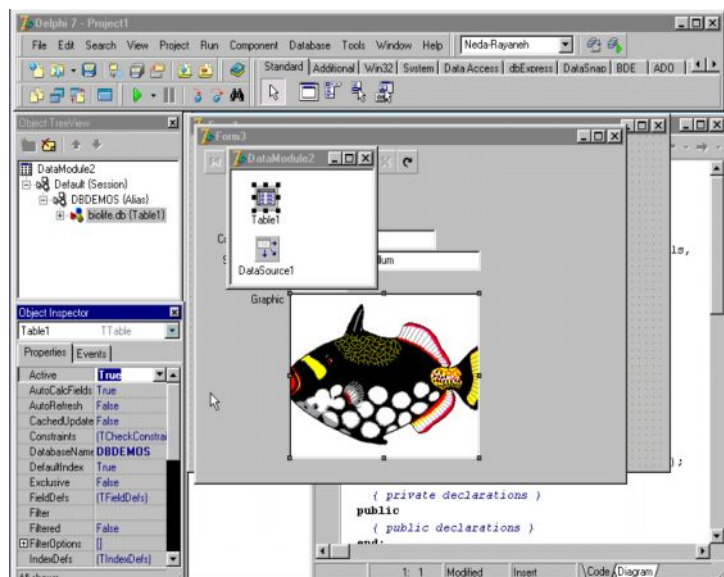 Delphi 7 - Project1
File Edit Search View Project Run Component Database Tools Window Help
Neda-Rayaneh
Standard Additional Win32 System Data Access dbExpress DataSnap BDE ADO
Object TreeView
DataModule2
Default (Session)
DBDEMOS (Alias)
biolife.db (Table1)
Form3
DataModule2
Table1
DataSource1
Graphic
Object Inspector
Table1 TTable
Properties Events
Active True
AutoCalcFields True
AutoRefresh False
CachedUpdate False
Constraints (TCheckConstrai
DatabaseName DBDEMOS
DefaultIndex True
Exclusive False
FieldDefs (TFieldDefs)
Filter
Filtered False
FilterOptions []
IndexDefs (TIndexDefs)
ls,
);
{ private declarations }
public
{ public declarations }
end;
1: 1 Modified Insert Code Diagram